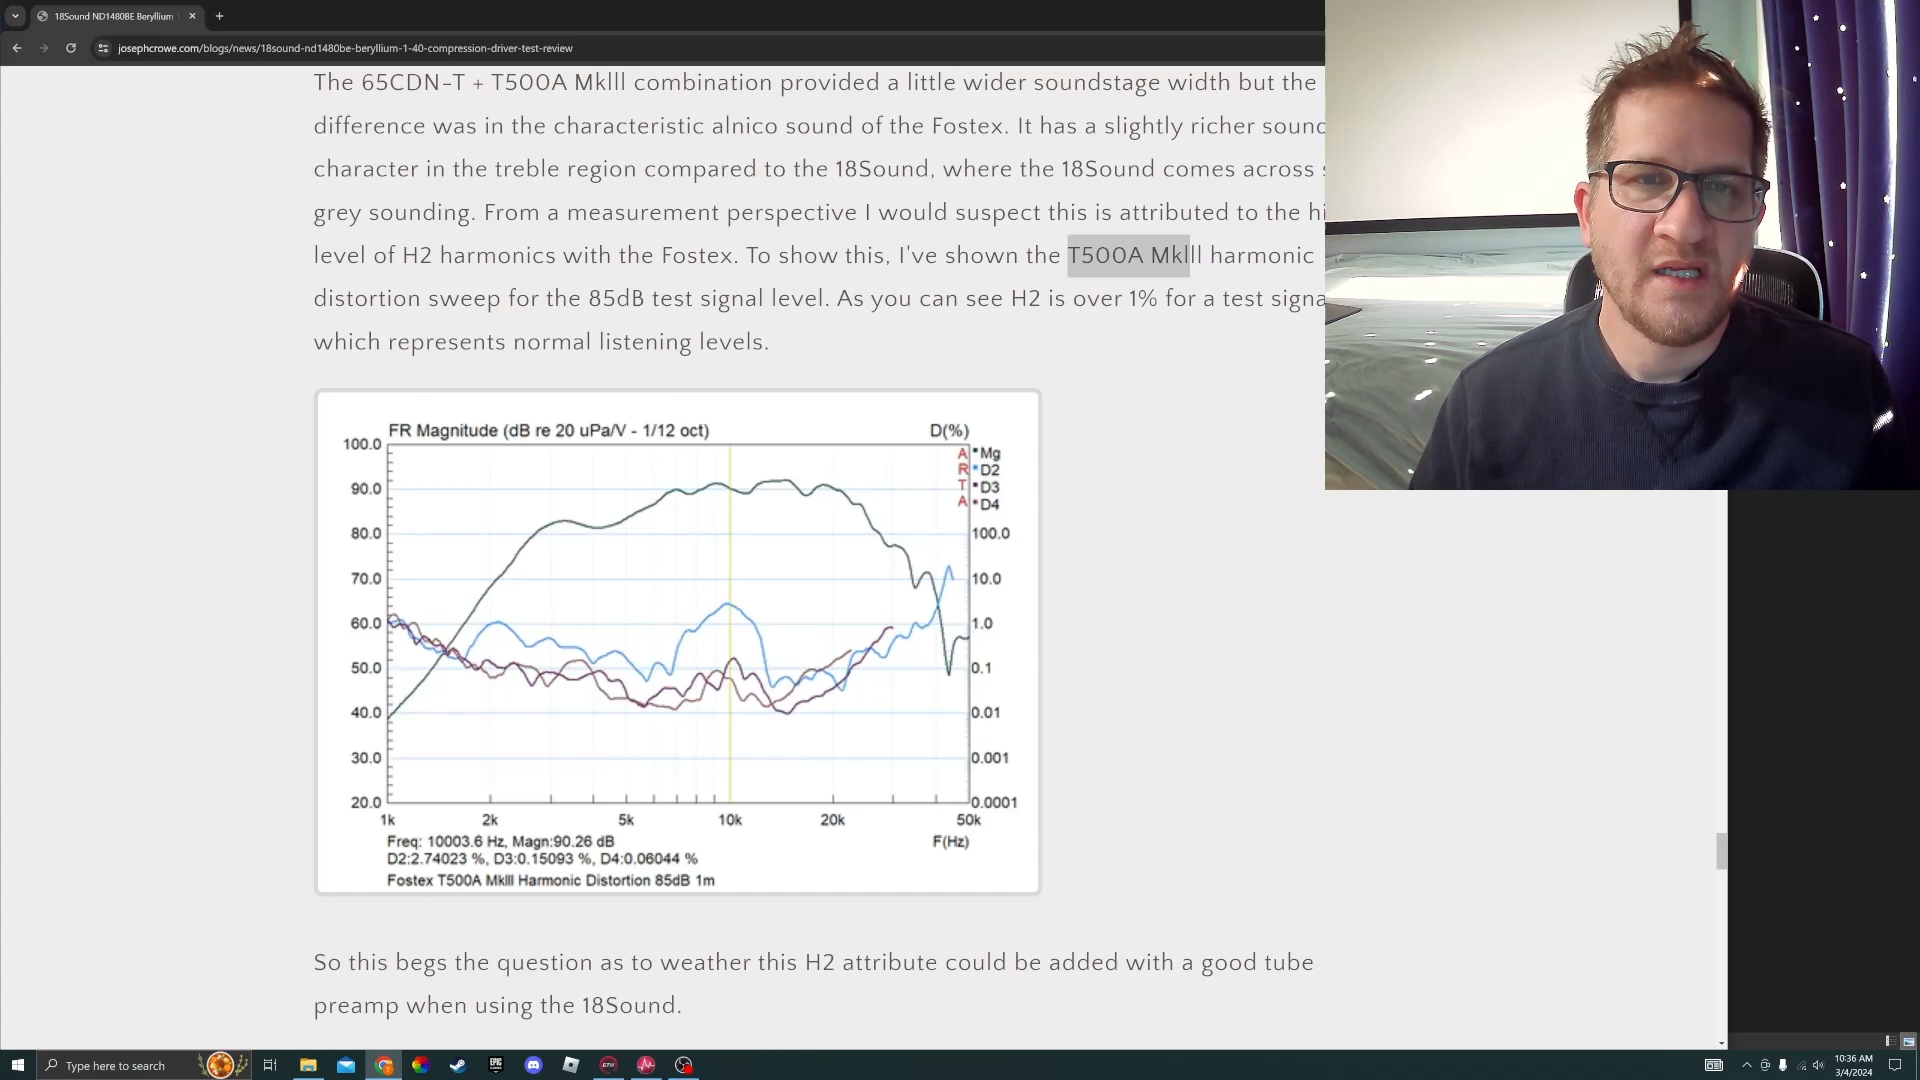 18Sound ND1480BE Beryllium
josephcrowe.com/blogs/news/18sound-nd1480be-beryllium-1-40-compression-driver-test-review
The 65CDN-T + T500A MkIII combination provided a little wider soundstage width but the
difference was in the characteristic alnico sound of the Fostex. It has a slightly richer sound
character in the treble region compared to the 18Sound, where the 18Sound comes across
grey sounding. From a measurement perspective I would suspect this is attributed to the
level of H2 harmonics with the Fostex. To show this, I've shown the T500A MkIII harmonic
distortion sweep for the 85dB test signal level. As you can see H2 is over 1% for a test
which represents normal listening levels.
FR Magnitude (dB re 20 uPa/V - 1/12 oct) D(%)
100.0 A Mg
R D2
90.0 T D3
A D4
80.0 100.0
70.0 10.0
60.0 1.0
50.0 0.1
40.0 0.01
30.0 0.001
20.0 0.0001
1k 2k 5k 10k 20k 50k
Freq: 10003.6 Hz, Magn:90.26 dB F(Hz)
D2:2.74023 %, D3:0.15093 %, D4:0.06044 %
Fostex T500A MkIII Harmonic Distortion 85dB 1m
So this begs the question as to weather this H2 attribute could be added with a good tube
preamp when using the 18Sound.
Type here to search
10:36 AM
3/4/2024